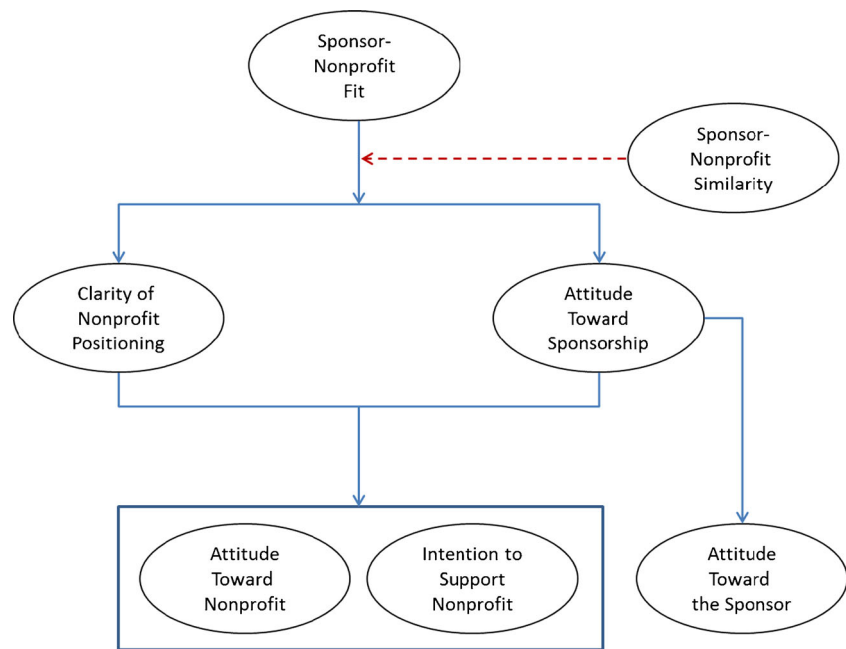 Sponsor-
Nonprofit
Fit
Sponsor-
Nonprofit
Similarity
Clarity of
Nonprofit
Positioning
Attitude
Toward
Sponsorship
Attitude
Toward
Nonprofit
Intention to
Support
Nonprofit
Attitude
Toward
the Sponsor